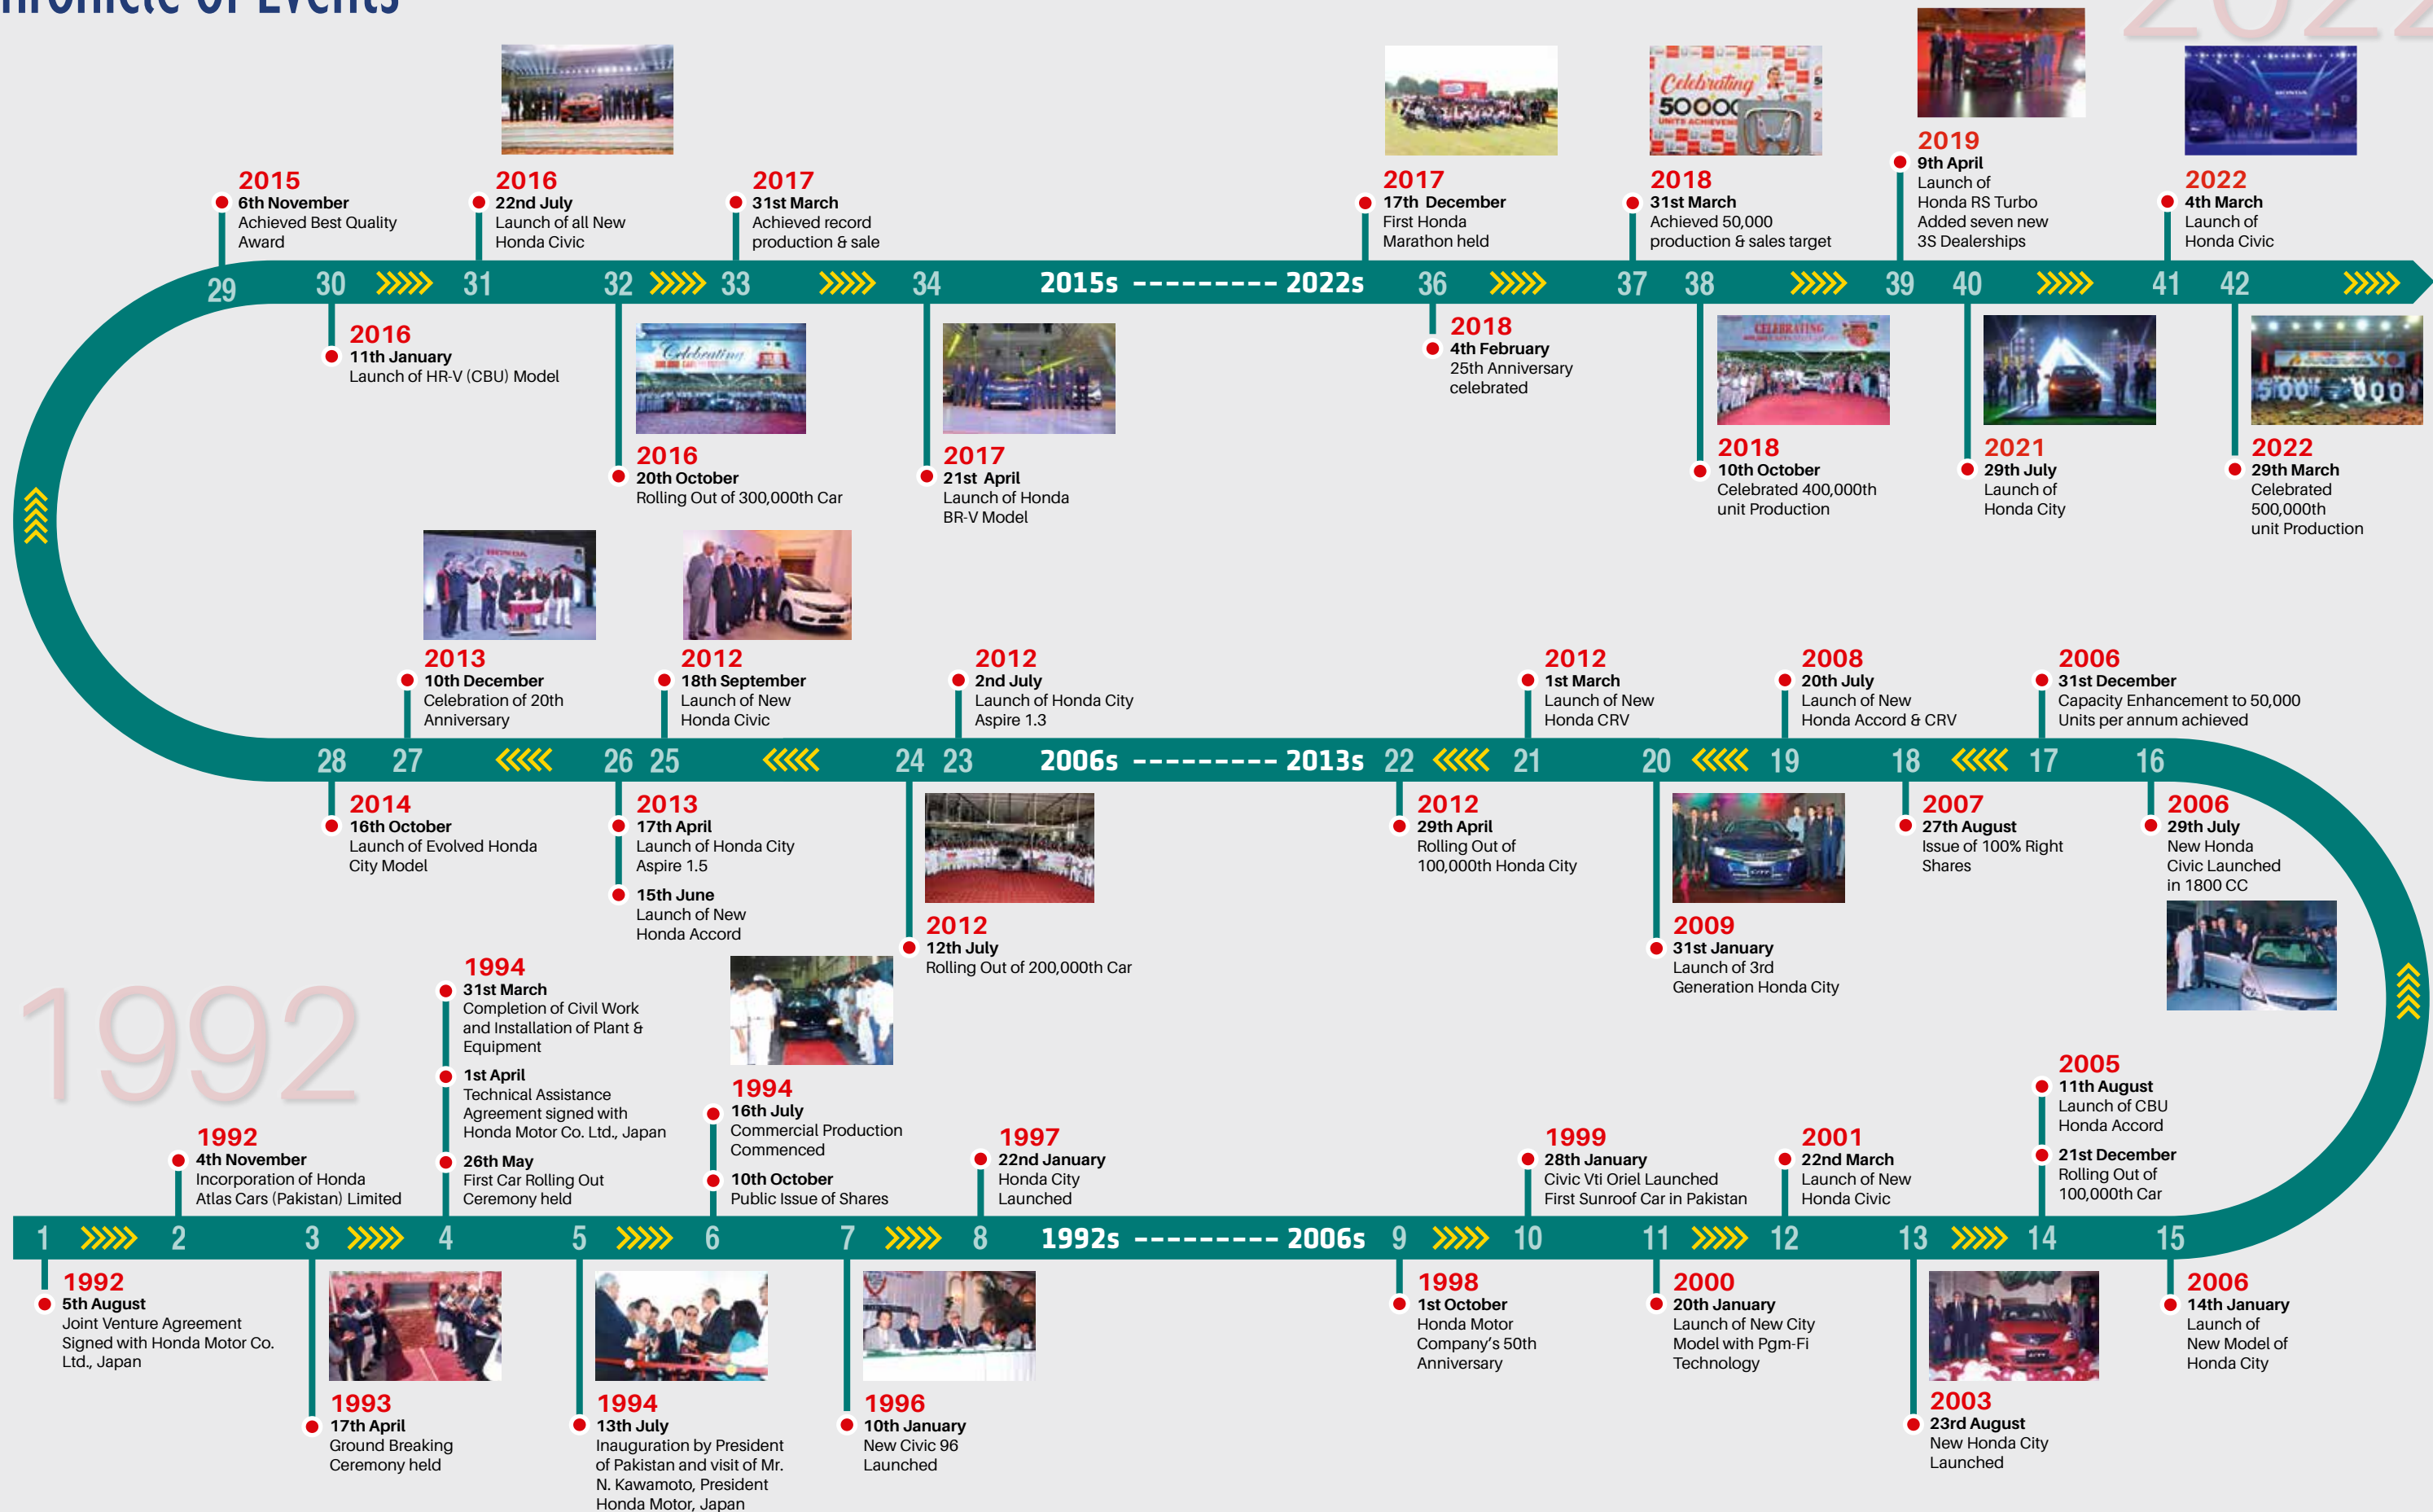 Chronicle of Events
2022
2015
6th November
Achieved Best Quality
Award
2016
22nd July
Launch of all New
Honda Civic
2017
31st March
Achieved record
production & sale
2017
17th December
First Honda
Marathon held
Celebrating
2018
31st March
Achieved 50,000
production & sales target
2019
9th April
Launch of
Honda RS Turbo
Added seven new
3S Dealerships
HONDA
2022
4th March
Launch of
Honda Civic
29 30 31 32 33 34 2015s --------- 2022s 36 37 38 39 40 41 42
2016
11th January
Launch of HR-V (CBU) Model
Celebrating
2016
20th October
Rolling Out of 300,000th Car
2017
21st April
Launch of Honda
BR-V Model
2018
4th February
25th Anniversary
celebrated
CELEBRATING
2018
10th October
Celebrated 400,000th
unit Production
2021
29th July
Launch of
Honda City
2022
29th March
Celebrated
500,000th
unit Production
HONDA
2013
10th December
Celebration of 20th
Anniversary
2012
18th September
Launch of New
Honda Civic
2012
2nd July
Launch of Honda City
Aspire 1.3
2012
1st March
Launch of New
Honda CRV
2008
20th July
Launch of New
Honda Accord & CRV
2006
31st December
Capacity Enhancement to 50,000
Units per annum achieved
28 27 26 25 24 23 2006s --------- 2013s 22 21 20 19 18 17 16
2014
16th October
Launch of Evolved Honda
City Model
2013
17th April
Launch of Honda City
Aspire 1.5
15th June
Launch of New
Honda Accord
2012
12th July
Rolling Out of 200,000th Car
2012
29th April
Rolling Out of
100,000th Honda City
CITY
2009
31st January
Launch of 3rd
Generation Honda City
2007
27th August
Issue of 100% Right
Shares
2006
29th July
New Honda
Civic Launched
in 1800 CC
1992
1992
4th November
Incorporation of Honda
Atlas Cars (Pakistan) Limited
1994
31st March
Completion of Civil Work
and Installation of Plant &
Equipment
1st April
Technical Assistance
Agreement signed with
Honda Motor Co. Ltd., Japan
26th May
First Car Rolling Out
Ceremony held
1994
16th July
Commercial Production
Commenced
10th October
Public Issue of Shares
1997
22nd January
Honda City
Launched
1999
28th January
Civic Vti Oriel Launched
First Sunroof Car in Pakistan
2001
22nd March
Launch of New
Honda Civic
2005
11th August
Launch of CBU
Honda Accord
21st December
Rolling Out of
100,000th Car
1 2 3 4 5 6 7 8 1992s --------- 2006s 9 10 11 12 13 14 15
1992
5th August
Joint Venture Agreement
Signed with Honda Motor Co.
Ltd., Japan
1993
17th April
Ground Breaking
Ceremony held
1994
13th July
Inauguration by President
of Pakistan and visit of Mr.
N. Kawamoto, President
Honda Motor, Japan
1996
10th January
New Civic 96
Launched
1998
1st October
Honda Motor
Company's 50th
Anniversary
2000
20th January
Launch of New City
Model with Pgm-Fi
Technology
CITY
2003
23rd August
New Honda City
Launched
2006
14th January
Launch of
New Model of
Honda City